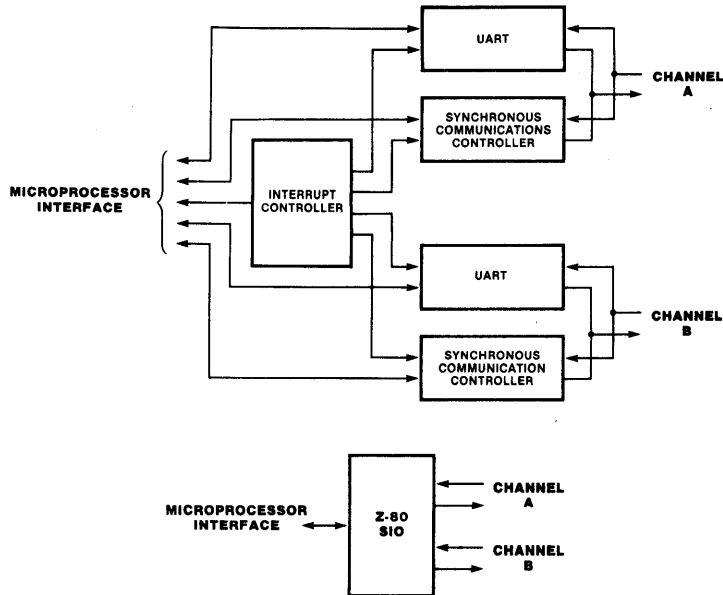 UART
CHANNEL
A
SYNCHRONOUS
COMMUNICATIONS
CONTROLLER
INTERRUPT
CONTROLLER
MICROPROCESSOR
INTERFACE
UART
CHANNEL
B
SYNCHRONOUS
COMMUNICATION
CONTROLLER
Z-80
SIO
MICROPROCESSOR
INTERFACE
CHANNEL
A
CHANNEL
B